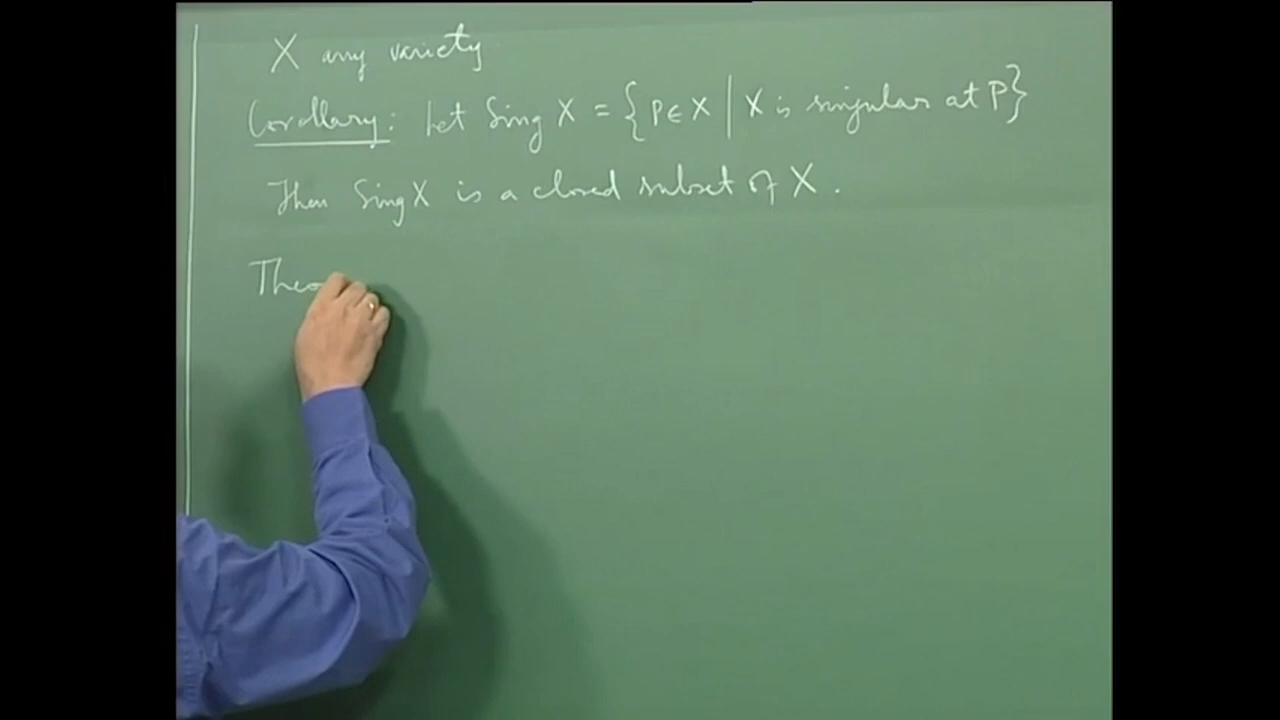 X any variety
Corollary: Let Sing X = {P∈X | X is singular at P}
Then Sing X is a closed subset of X.
Theo